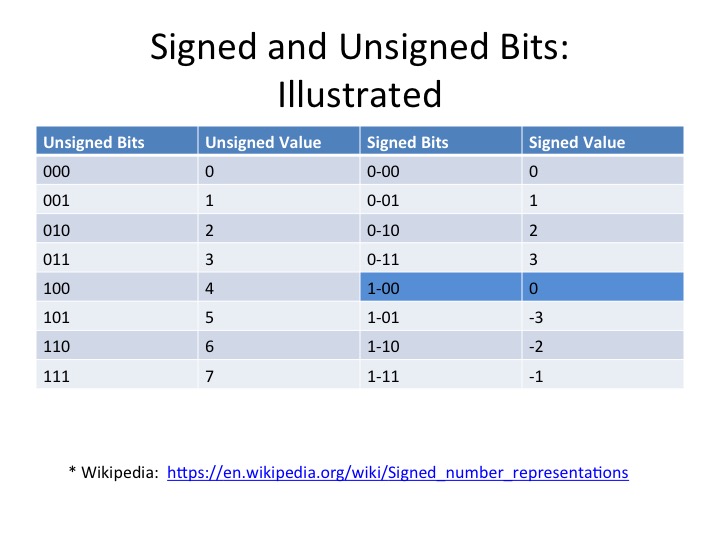 Signed and Unsigned Bits:
Illustrated
Unsigned Bits Unsigned Value Signed Bits Signed Value
000 0 0-00 0
001 1 0-01 1
010 2 0-10 2
011 3 0-11 3
100 4 1-00 0
101 5 1-01 -3
110 6 1-10 -2
111 7 1-11 -1
* Wikipedia: https://en.wikipedia.org/wiki/Signed_number_representations